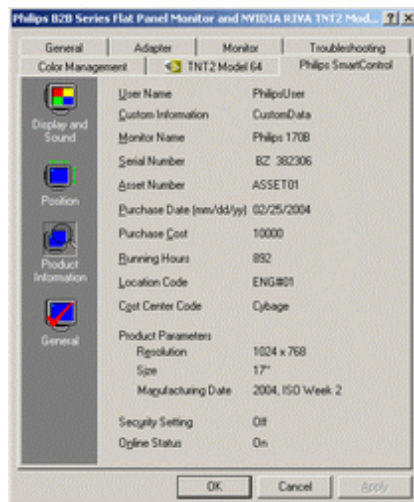 Philips B2B Series Flat Panel Monitor and NVIDIA RIVA TNT2 Mod...
General Adapter Monitor Troubleshooting
Color Management TNT2 Model 64 Philips SmartControl
Display and Sound
Position
Product Information
General
User Name PhilipsUser
Custom Information CustomData
Monitor Name Philips 170B
Serial Number BZ 382306
Asset Number ASSET01
Purchase Date (mm/dd/yy) 02/25/2004
Purchase Cost 10000
Running Hours 892
Location Code ENG#01
Cost Center Code Cybage
Product Parameters
Resolution 1024 x 768
Size 17"
Manufacturing Date 2004, ISO Week 2
Security Setting Off
Online Status On
OK Cancel Apply